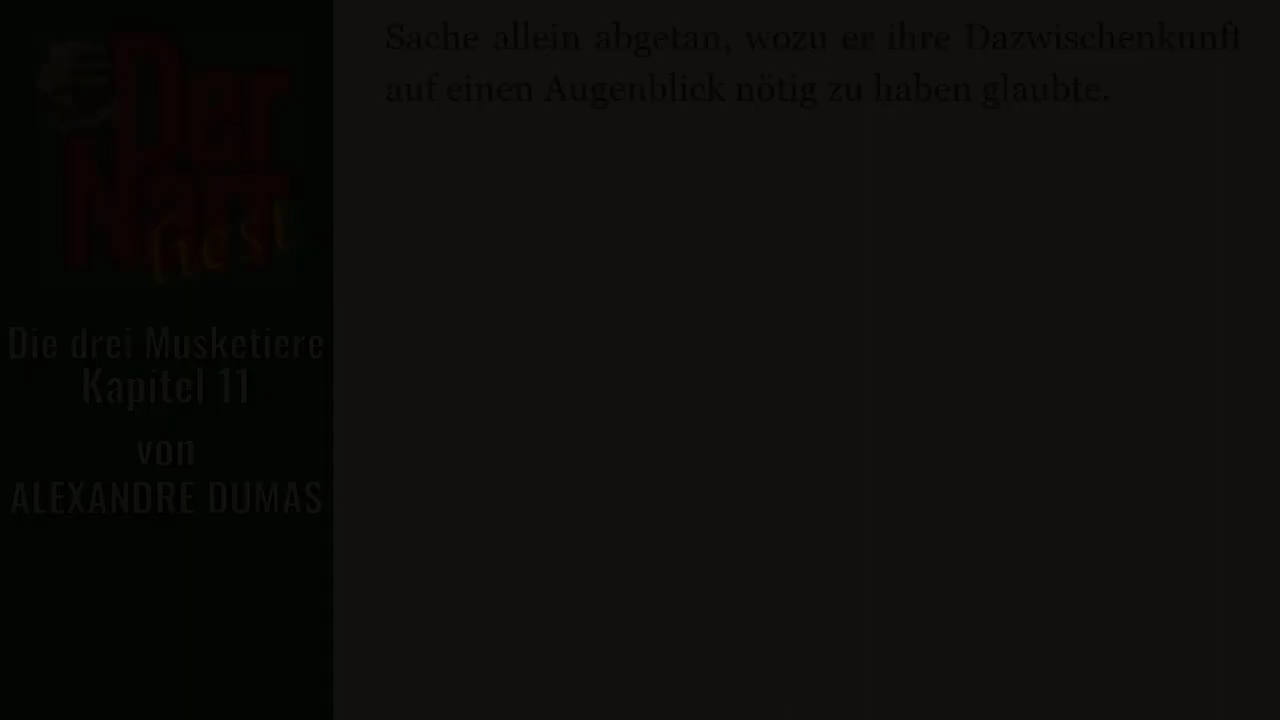 Der
Narr
liest
Die drei Musketiere
Kapitel 11
von
ALEXANDRE DUMAS
Sache allein abgetan, wozu er ihre Dazwischenkunft
auf einen Augenblick nötig zu haben glaubte.